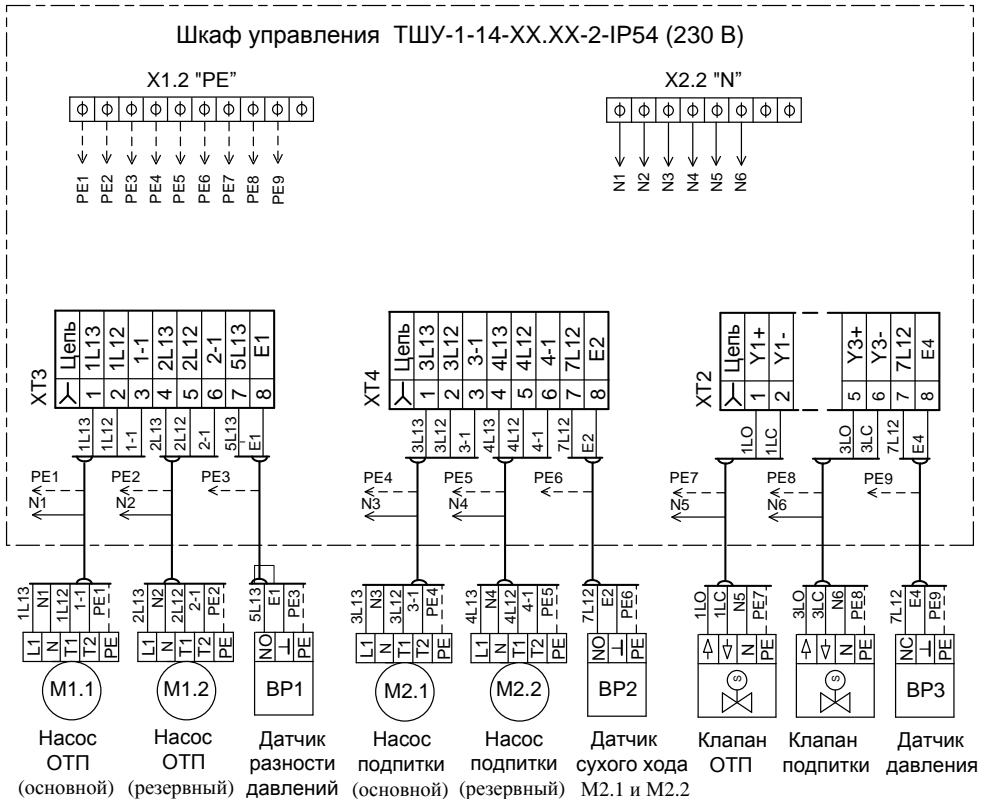 Шкаф управления ТШУ-1-14-XX.XX-2-IP54 (230 В)
X1.2 "PE" X2.2 "N"
PE1 PE2 PE3 PE4 PE5 PE6 PE7 PE8 PE9
N1 N2 N3 N4 N5 N6
XT3
Цепь 1L13 1L12 1-1 2L13 2L12 2-1 5L13 E1
1 2 3 4 5 6 7 8
1L13 1L12 1-1 2L13 2L12 2-1 5L13 E1
XT4
Цепь 3L13 3L12 3-1 4L13 4L12 4-1 7L12 E2
1 2 3 4 5 6 7 8
3L13 3L12 3-1 4L13 4L12 4-1 7L12 E2
XT2
Цепь Y1+ Y1- Y3+ Y3- 7L12 E4
1 2 5 6 7 8
1LO 1LC 3LO 3LC 7L12 E4
PE1 PE2 PE3 PE4 PE5 PE6 PE7 PE8 PE9
N1 N2 N3 N4 N5 N6
1L13 N1 1L12 1-1 PE1 2L13 N2 2L12 2-1 PE2 5L13 E1 PE3 3L13 N3 3L12 3-1 PE4 4L13 N4 4L12 4-1 PE5 7L12 E2 PE6 1LO 1LC N5 PE7 3LO 3LC N6 PE8 7L12 E4 PE9
L1 N T1 T2 PE L1 N T1 T2 PE NO PE L1 N T1 T2 PE L1 N T1 T2 PE NO PE N PE N PE NC PE
M1.1 M1.2 BP1 M2.1 M2.2 BP2 S S BP3
Насос ОТП (основной)
Насос ОТП (резервный)
Датчик разности давлений
Насос подпитки (основной)
Насос подпитки (резервный)
Датчик сухого хода M2.1 и M2.2
Клапан ОТП
Клапан подпитки
Датчик давления